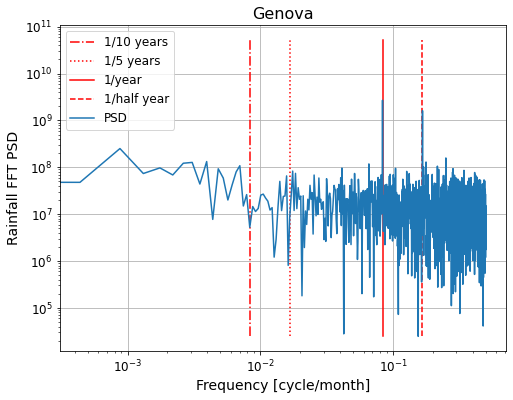 Genova
Rainfall FFT PSD
10^11
10^10
10^9
10^8
10^7
10^6
10^5
1/10 years
1/5 years
1/year
1/half year
PSD
10^−3
10^−2
10^−1
Frequency [cycle/month]